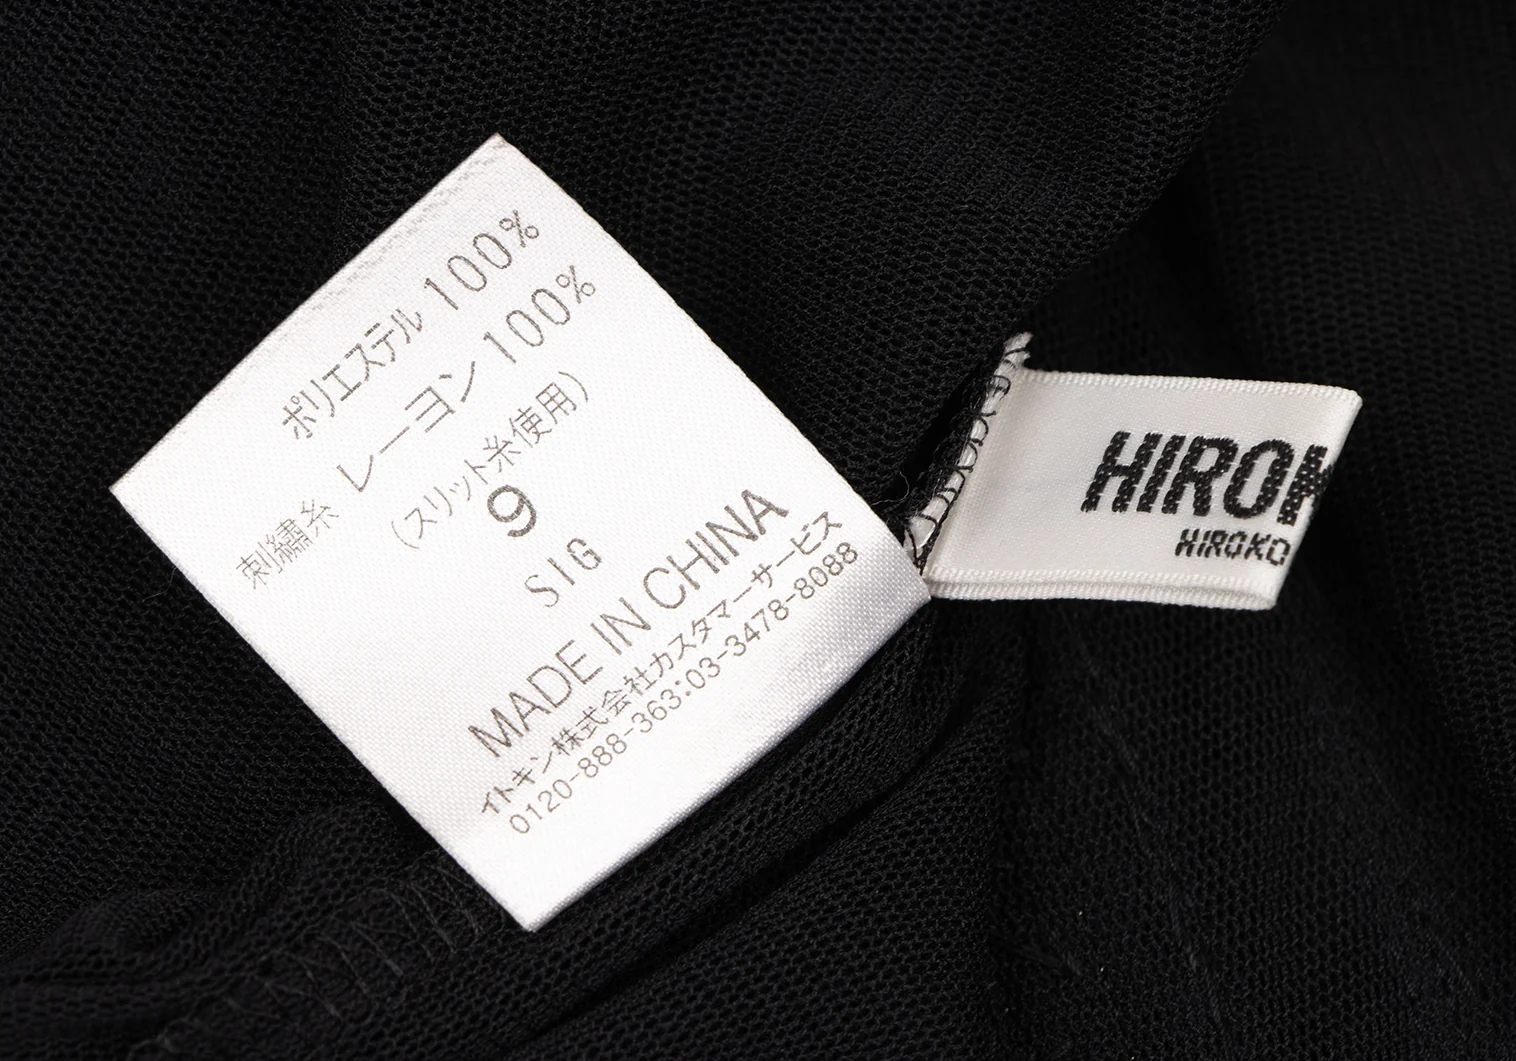 ポリエステル 100%
刺繍糸 レーヨン 100%
(スリット糸使用)
9
SIG
MADE IN CHINA
イトキン株式会社カスタマーサービス
0120-888-363:03-3478-8088
HIROK
HIROKO